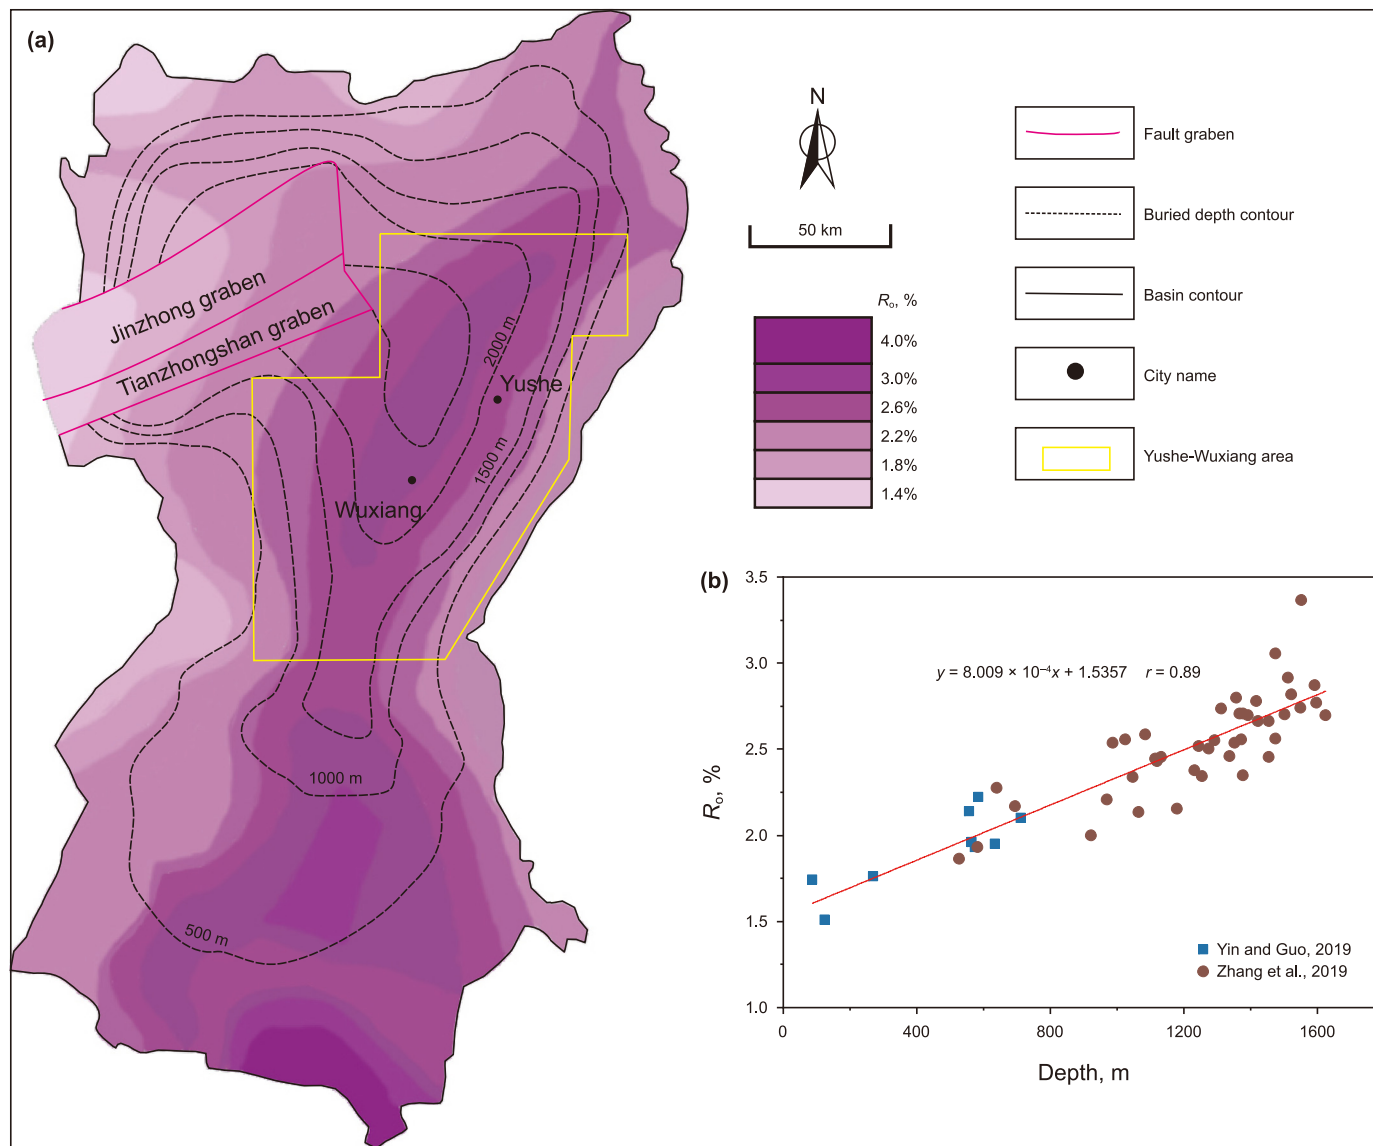 (a)
Jinzhong graben
Tianzhongshan graben
2000 m
Yushe
1500 m
Wuxiang
1000 m
500 m
N
50 km
Rₒ, %
4.0%
3.0%
2.6%
2.2%
1.8%
1.4%
Fault graben
Buried depth contour
Basin contour
City name
Yushe-Wuxiang area
(b)
3.5
3.0
2.5
2.0
1.5
1.0
Rₒ, %
y = 8.009 × 10⁻⁴x + 1.5357 r = 0.89
Yin and Guo, 2019
Zhang et al., 2019
0
400
800
1200
1600
Depth, m